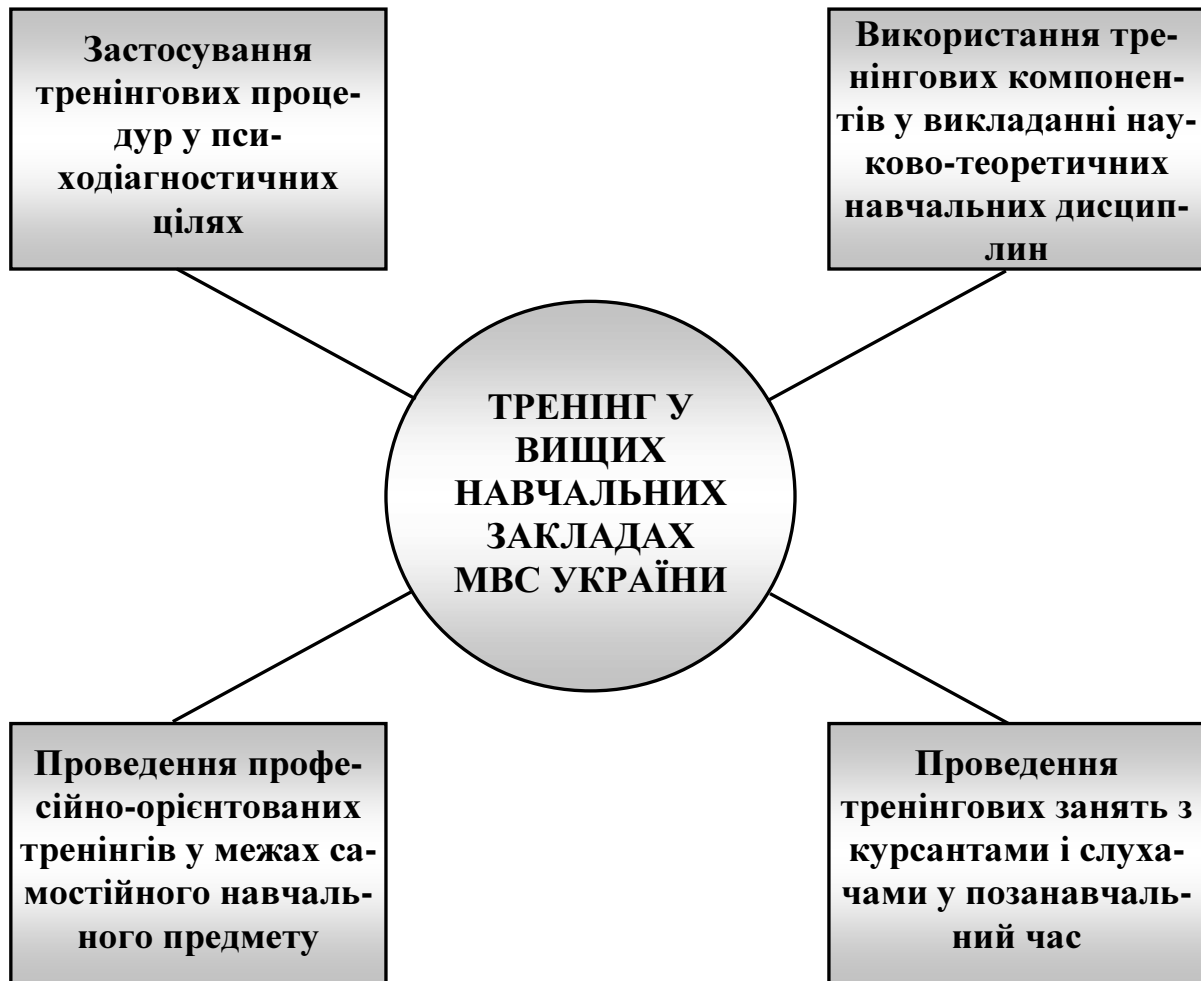 Застосування
тренінгових проце-
дур у пси-
ходіагностичних
цілях
Використання тре-
нінгових компонен-
тів у викладанні нау-
ково-теоретичних
навчальних дисцип-
лин
ТРЕНІНГ У
ВИЩИХ
НАВЧАЛЬНИХ
ЗАКЛАДАХ
МВС УКРАЇНИ
Проведення профе-
сійно-орієнтованих
тренінгів у межах са-
мостійного навчаль-
ного предмету
Проведення
тренінгових занять з
курсантами і слуха-
чами у позанавчаль-
ний час